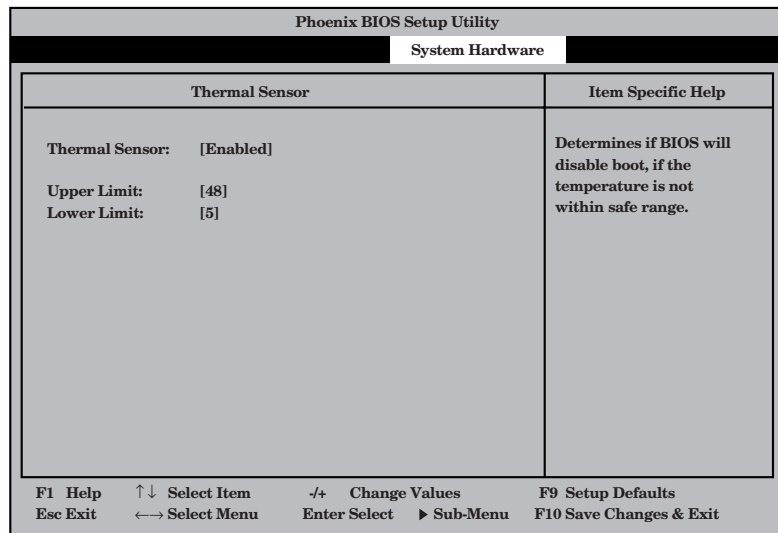 Phoenix BIOS Setup Utility
System Hardware
Thermal Sensor
Item Specific Help
Thermal Sensor: [Enabled]
Upper Limit: [48]
Lower Limit: [5]
Determines if BIOS will
disable boot, if the
temperature is not
within safe range.
F1 Help ↑↓ Select Item -/+ Change Values F9 Setup Defaults
Esc Exit ←→ Select Menu Enter Select ▶ Sub-Menu F10 Save Changes & Exit